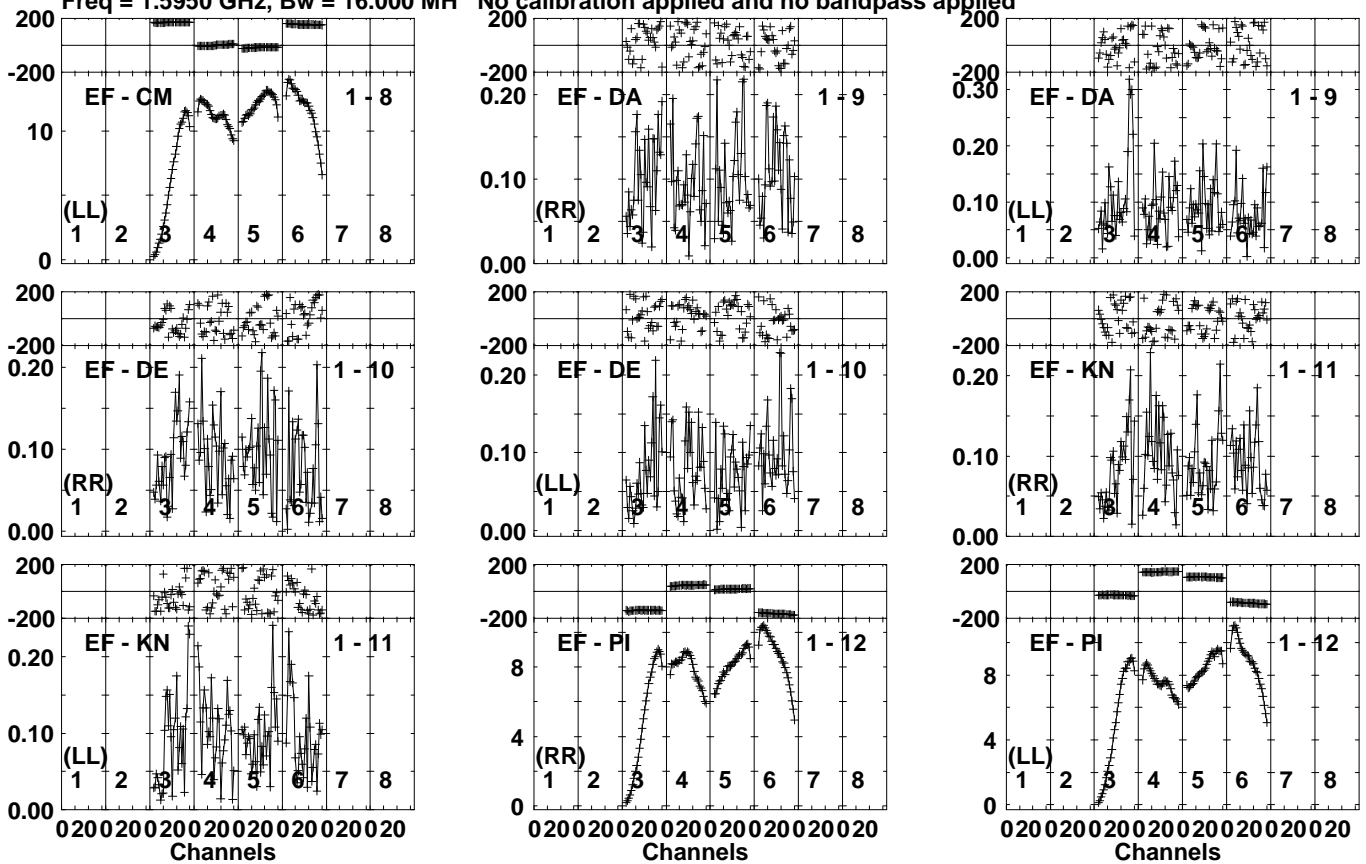 Freq = 1.5950 GHz, Bw = 16.000 MH No calibration applied and no bandpass applied
200
-200
EF - CM 1 - 8
10
(LL)
1 2 3 4 5 6 7 8
0
-200
0.20
EF - DA 1 - 9
0.10
(RR)
1 2 3 4 5 6 7 8
0.00
200
-200
0.30
EF - DA 1 - 9
0.20
0.10
(LL)
1 2 3 4 5 6 7 8
0.00
200
-200
0.20
EF - DE 1 - 10
0.10
(RR)
1 2 3 4 5 6 7 8
0.00
200
-200
0.20
EF - DE 1 - 10
0.10
(LL)
1 2 3 4 5 6 7 8
0.00
200
-200
0.20
EF - KN 1 - 11
0.10
(RR)
1 2 3 4 5 6 7 8
0.00
200
-200
EF - KN 1 - 11
0.20
0.10
(LL)
1 2 3 4 5 6 7 8
0.00
0 20 0 20 0 20 0 20 0 20 0 20 0 20 0 20
Channels
200
-200
EF - PI 1 - 12
8
4
(RR)
1 2 3 4 5 6 7 8
0
0 20 0 20 0 20 0 20 0 20 0 20 0 20 0 20
Channels
200
-200
EF - PI 1 - 12
8
4
(LL)
1 2 3 4 5 6 7 8
0
0 20 0 20 0 20 0 20 0 20 0 20 0 20 0 20
Channels